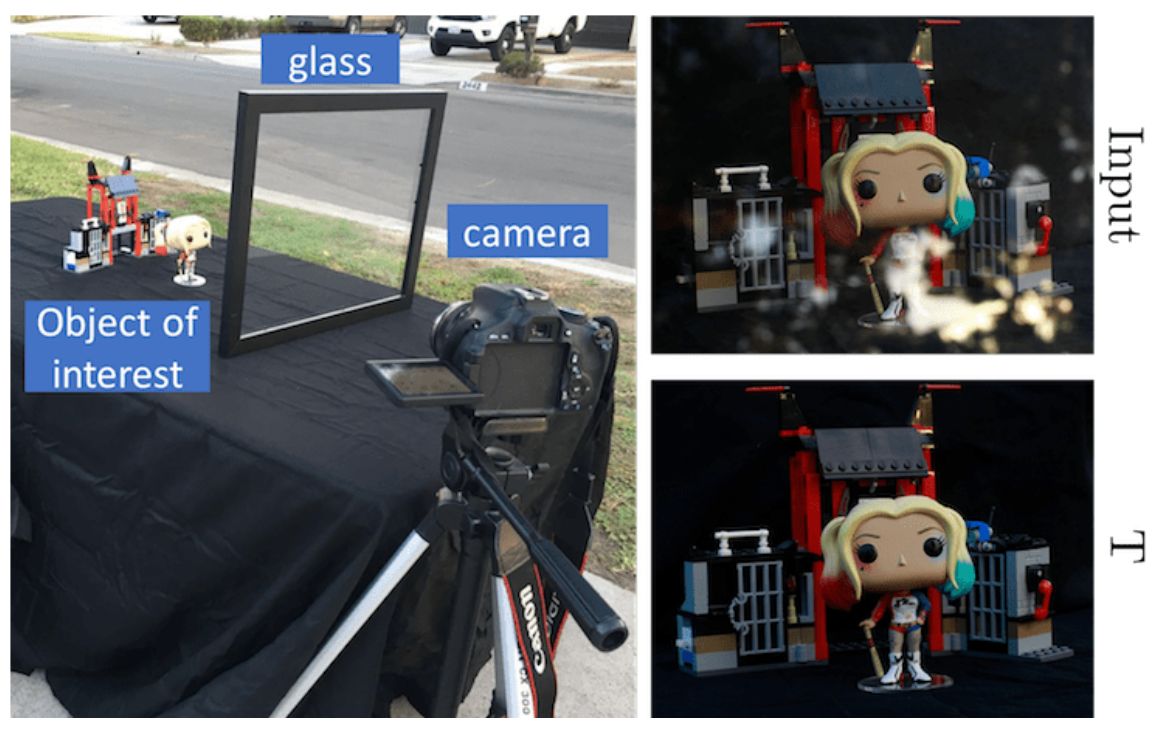 glass
camera
Object of
interest
Canon
Input
T